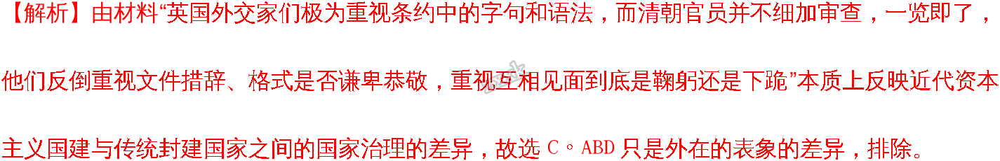 【解析】由材料“英国外交家们极为重视条约中的字句和语法，而清朝官员并不细加审查，一览即了，
他们反倒重视文件措辞、格式是否谦卑恭敬，重视互相见面到底是鞠躬还是下跪”本质上反映近代资本
主义国建与传统封建国家之间的国家治理的差异，故选 C。ABD 只是外在的表象的差异，排除。